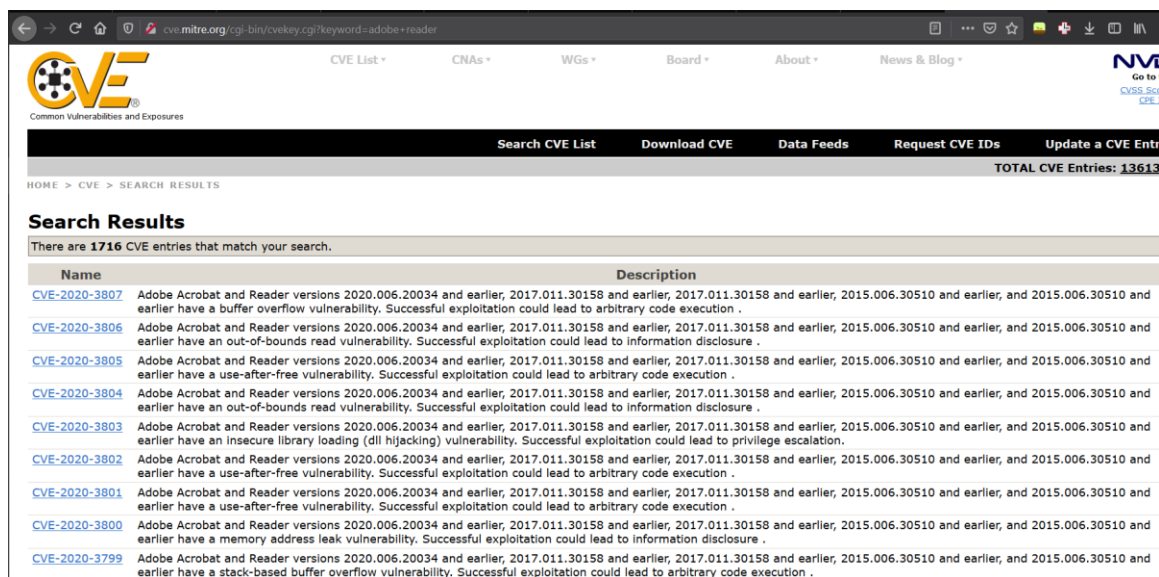 cve.mitre.org/cgi-bin/cvekey.cgi?keyword=adobe+reader
CVE
®
Common Vulnerabilities and Exposures
CVE List CNAs WGs Board About News & Blog
Go to
Search CVE List Download CVE Data Feeds Request CVE IDs Update a CVE
TOTAL CVE Entries: 13613
HOME > CVE > SEARCH RESULTS
Search Results
There are 1716 CVE entries that match your search.
Name Description
CVE-2020-3807 Adobe Acrobat and Reader versions 2020.006.20034 and earlier, 2017.011.30158 and earlier, 2017.011.30158 and earlier, 2015.006.30510 and earlier, and 2015.006.30510 and
earlier have a buffer overflow vulnerability. Successful exploitation could lead to arbitrary code execution .
CVE-2020-3806 Adobe Acrobat and Reader versions 2020.006.20034 and earlier, 2017.011.30158 and earlier, 2017.011.30158 and earlier, 2015.006.30510 and earlier, and 2015.006.30510 and
earlier have an out-of-bounds read vulnerability. Successful exploitation could lead to information disclosure .
CVE-2020-3805 Adobe Acrobat and Reader versions 2020.006.20034 and earlier, 2017.011.30158 and earlier, 2017.011.30158 and earlier, 2015.006.30510 and earlier, and 2015.006.30510 and
earlier have a use-after-free vulnerability. Successful exploitation could lead to arbitrary code execution .
CVE-2020-3804 Adobe Acrobat and Reader versions 2020.006.20034 and earlier, 2017.011.30158 and earlier, 2017.011.30158 and earlier, 2015.006.30510 and earlier, and 2015.006.30510 and
earlier have an out-of-bounds read vulnerability. Successful exploitation could lead to information disclosure .
CVE-2020-3803 Adobe Acrobat and Reader versions 2020.006.20034 and earlier, 2017.011.30158 and earlier, 2017.011.30158 and earlier, 2015.006.30510 and earlier, and 2015.006.30510 and
earlier have an insecure library loading (dll hijacking) vulnerability. Successful exploitation could lead to privilege escalation.
CVE-2020-3802 Adobe Acrobat and Reader versions 2020.006.20034 and earlier, 2017.011.30158 and earlier, 2017.011.30158 and earlier, 2015.006.30510 and earlier, and 2015.006.30510 and
earlier have a use-after-free vulnerability. Successful exploitation could lead to arbitrary code execution .
CVE-2020-3801 Adobe Acrobat and Reader versions 2020.006.20034 and earlier, 2017.011.30158 and earlier, 2017.011.30158 and earlier, 2015.006.30510 and earlier, and 2015.006.30510 and
earlier have a use-after-free vulnerability. Successful exploitation could lead to arbitrary code execution .
CVE-2020-3800 Adobe Acrobat and Reader versions 2020.006.20034 and earlier, 2017.011.30158 and earlier, 2017.011.30158 and earlier, 2015.006.30510 and earlier, and 2015.006.30510 and
earlier have a memory address leak vulnerability. Successful exploitation could lead to information disclosure .
CVE-2020-3799 Adobe Acrobat and Reader versions 2020.006.20034 and earlier, 2017.011.30158 and earlier, 2017.011.30158 and earlier, 2015.006.30510 and earlier, and 2015.006.30510 and
earlier have a stack-based buffer overflow vulnerability. Successful exploitation could lead to arbitrary code execution .